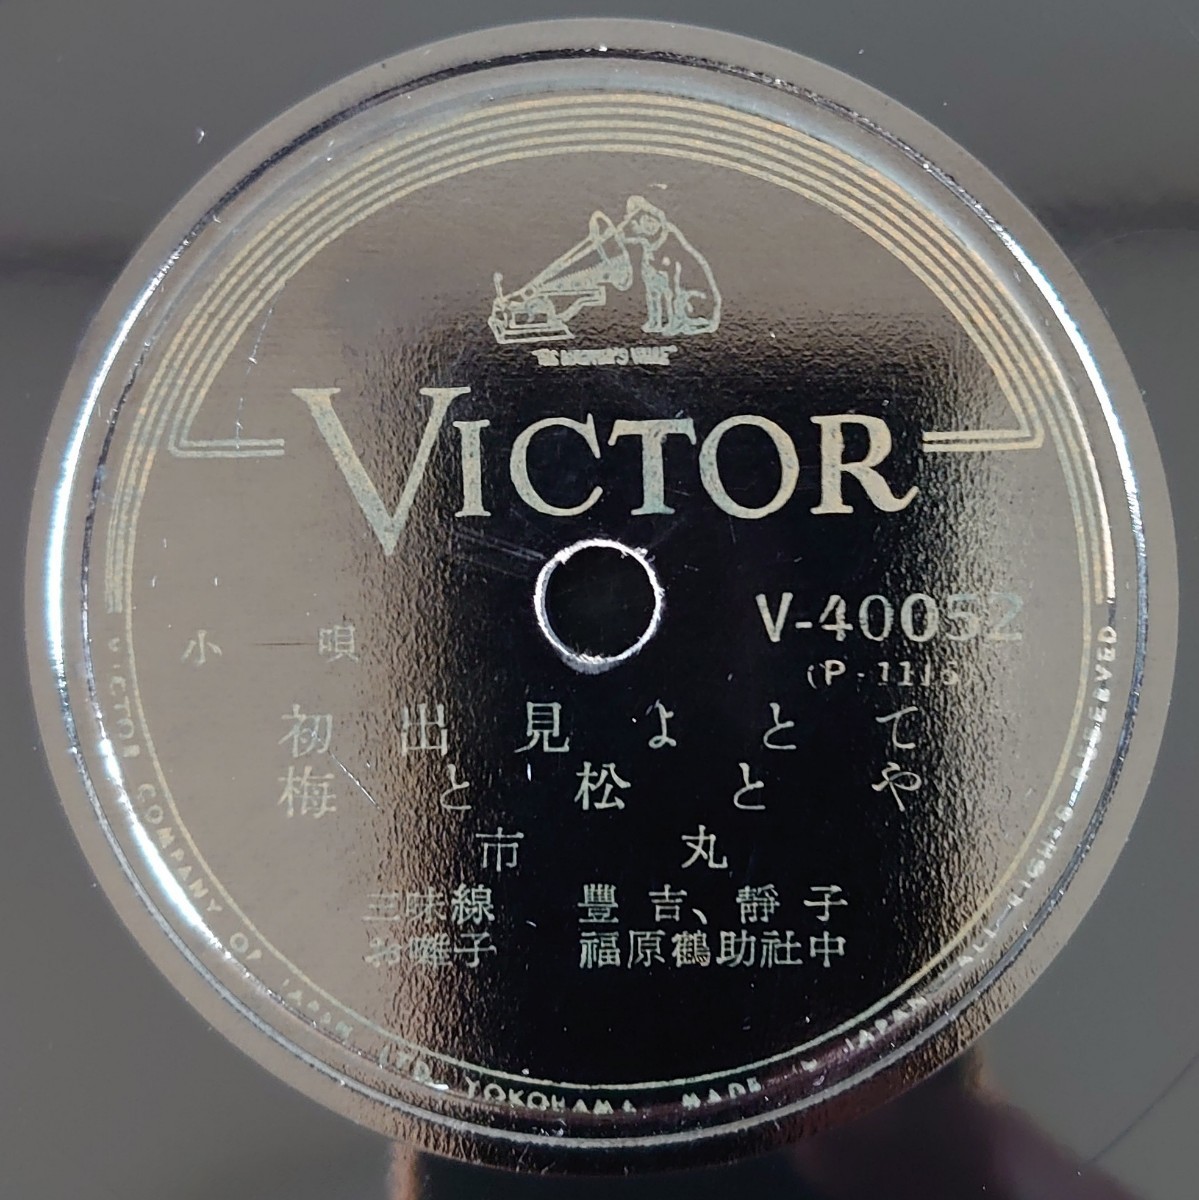 "HIS MASTER'S VOICE"
VICTOR
V-40052
小唄
初出見よとて
梅と松とや
市丸
三味線 豐吉、靜子
お囃子 福原鶴助社中
VICTOR COMPANY OF JAPAN, LTD. YOKOHAMA. MADE IN JAPAN ALL RIGHTS RESERVED